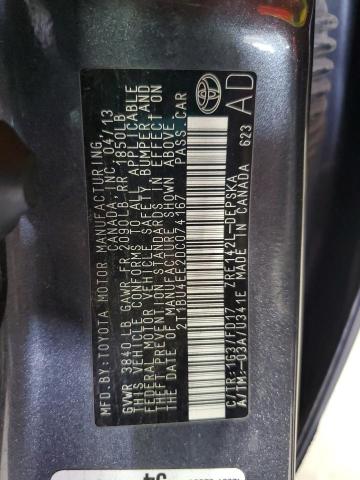 MFD.BY:TOYOTA MOTOR MANUFACTURING
CANADA INC. 04/13
GVWR 3840 LB GAWR FR 2080LB RR 1850LB
THIS VEHICLE CONFORMS TO ALL APPLICABLE
FEDERAL MOTOR VEHICLE SAFETY, BUMPER, AND
THEFT PREVENTION STANDARDS IN EFFECT ON
THE DATE OF MANUFACTURE SHOWN ABOVE.
2T1BU4EE2DC074167 PASS.CAR
C/TR:1G3/FD17 ZRE142L-DEPSKA
A/TM:-03A/U341E MADE IN CANADA 623
AD